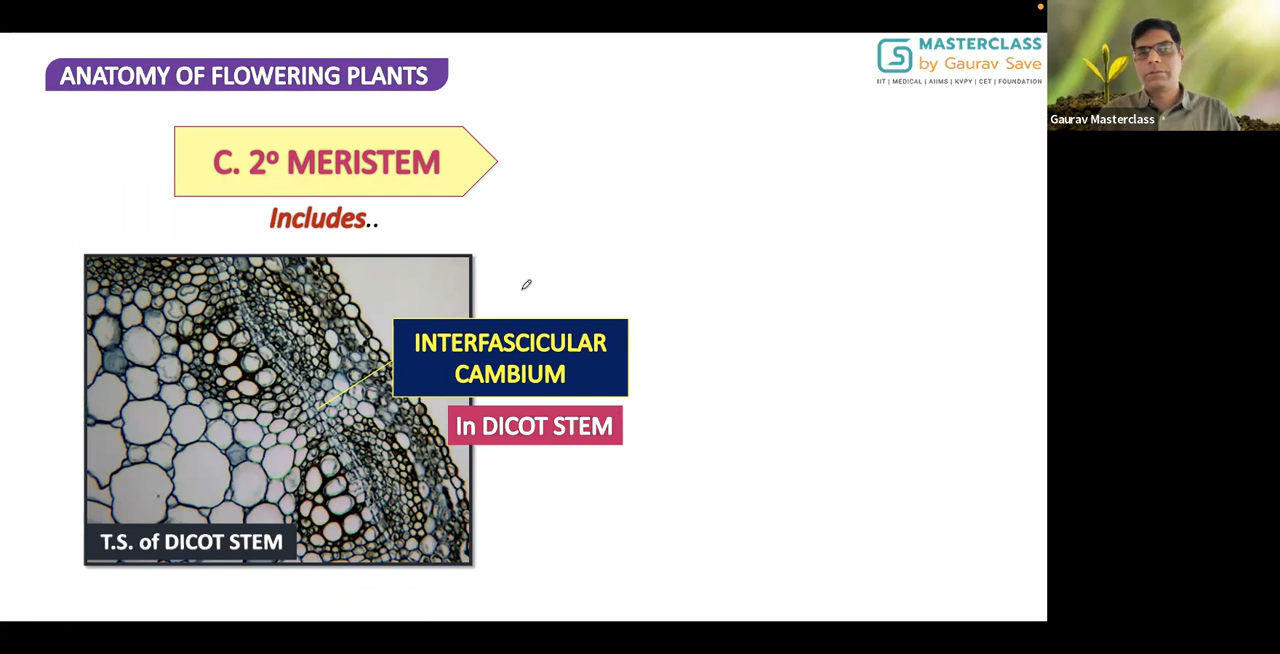 MASTERCLASS
by Gaurav Save
IIT | MEDICAL | AIIMS | KVPY | CET | FOUNDATION
ANATOMY OF FLOWERING PLANTS
Gaurav Masterclass
C. 2º MERISTEM
Includes..
INTERFASCICULAR
CAMBIUM
In DICOT STEM
T.S. of DICOT STEM